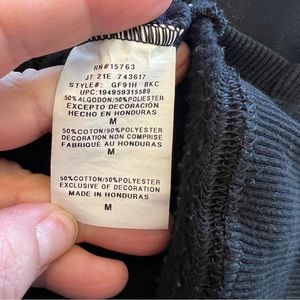 RN#15763
J7 21E 743617
STYLE#: GF91H BKC
UPC:194959315589
50%ALGODON/50%POLIESTER
EXCEPTO DECORACION
HECHO EN HONDURAS
M
50%COTON/50%POLYESTER
DECORATION NON COMPRISE
FABRIQUÉ AU HONDURAS
M
50%COTTON/50%POLYESTER
EXCLUSIVE OF DECORATION
MADE IN HONDURAS
M